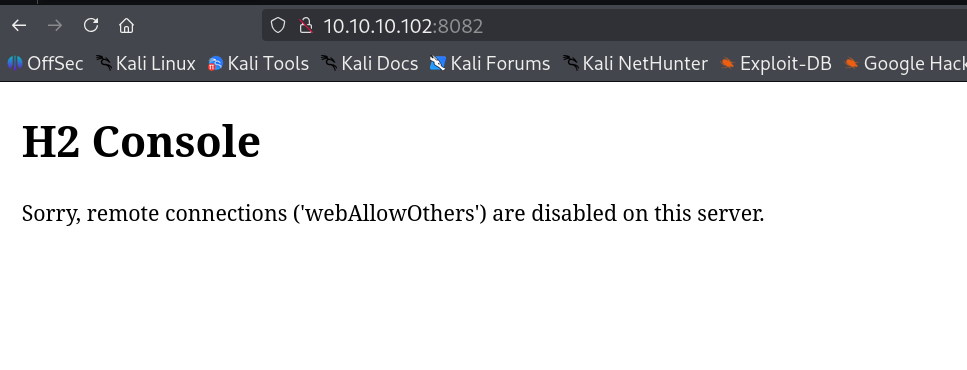 10.10.10.102:8082
OffSec Kali Linux Kali Tools Kali Docs Kali Forums Kali NetHunter Exploit-DB Google Hack
H2 Console
Sorry, remote connections ('webAllowOthers') are disabled on this server.